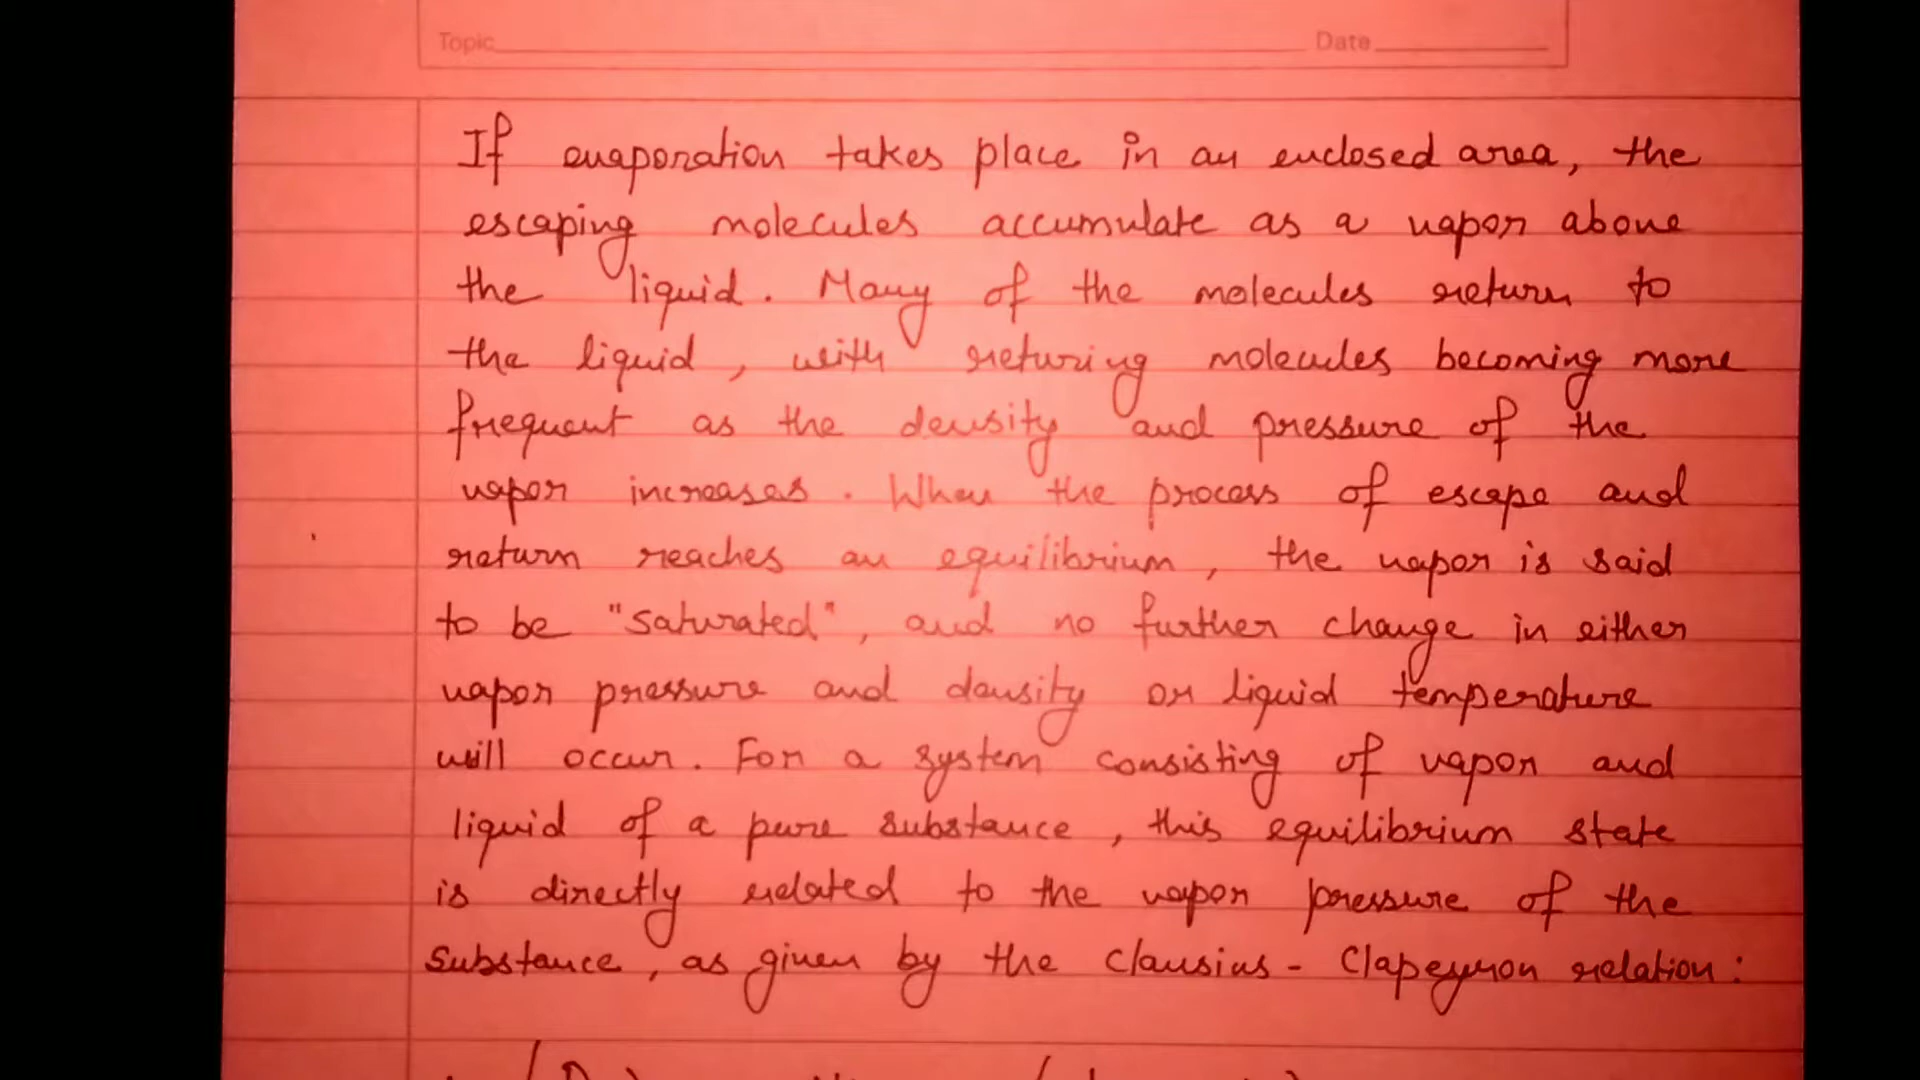 Topic Date
If evaporation takes place in an enclosed area, the
escaping molecules accumulate as a vapor above
the liquid. Many of the molecules return to
the liquid, with returing molecules becoming more
frequent as the density and pressure of the
vapor increases. When the process of escape and
return reaches an equilibrium, the vapor is said
to be "saturated", and no further change in either
vapor pressure and density or liquid temperature
will occur. For a system consisting of vapor and
liquid of a pure substance, this equilibrium state
is directly related to the vapor pressure of the
substance, as given by the Clausius - Clapeyron relation: